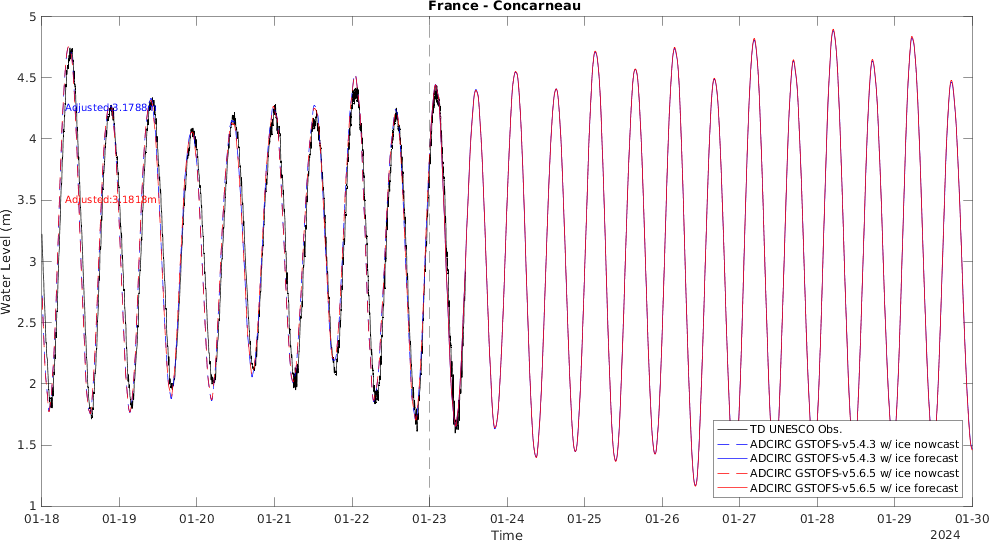 France - Concarneau
5
4.5
4
3.5
3
2.5
2
1.5
1
Water Level (m)
Adjusted:3.1788m
Adjusted:3.1813m
TD UNESCO Obs.
ADCIRC GSTOFS-v5.4.3 w/ ice nowcast
ADCIRC GSTOFS-v5.4.3 w/ ice forecast
ADCIRC GSTOFS-v5.6.5 w/ ice nowcast
ADCIRC GSTOFS-v5.6.5 w/ ice forecast
01-18 01-19 01-20 01-21 01-22 01-23 01-24 01-25 01-26 01-27 01-28 01-29 01-30
Time
2024